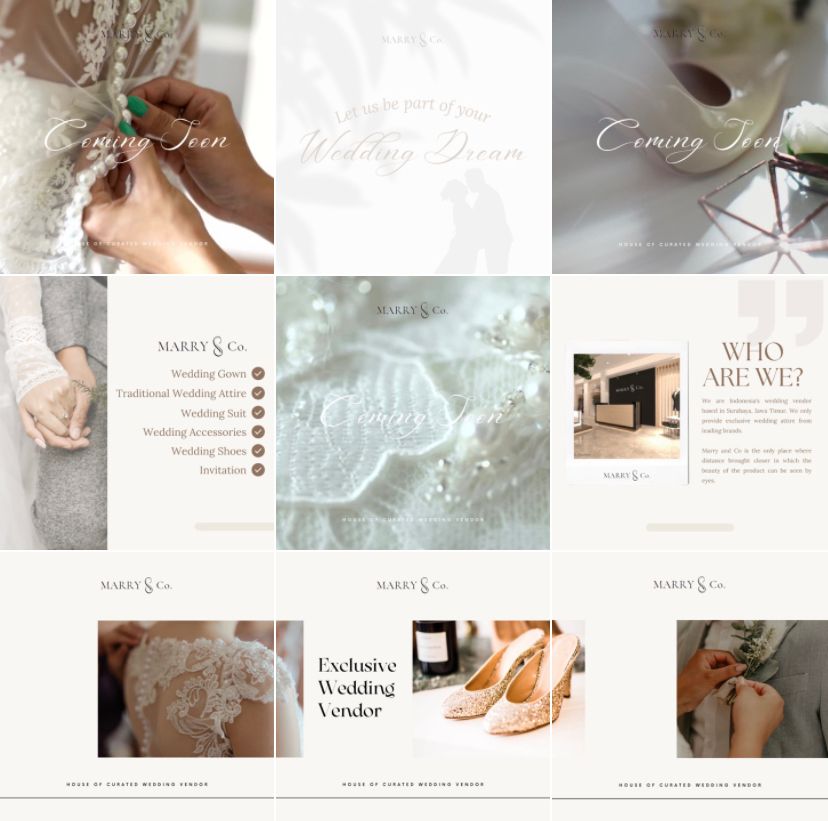 MARRY & Co.
Coming Soon
HOUSE OF CURATED WEDDING VENDOR
MARRY & Co.
Let us be part of your
Wedding Dream
MARRY & Co.
Coming Soon
HOUSE OF CURATED WEDDING VENDOR
MARRY & Co.
Wedding Gown
Traditional Wedding Attire
Wedding Suit
Wedding Accessories
Wedding Shoes
Invitation
MARRY & Co.
Coming Soon
HOUSE OF CURATED WEDDING VENDOR
WHO
ARE WE?
MARRY & Co.
MARRY & Co.
We are Indonesia's wedding vendor
based in Surabaya, Jawa Timur. We only
provide exclusive wedding attire from
leading brands.
Marry and Co is the only place where
distance brought closer in which the
beauty of the product can be seen by
eyes.
MARRY & Co.
HOUSE OF CURATED WEDDING VENDOR
MARRY & Co.
Exclusive
Wedding
Vendor
HOUSE OF CURATED WEDDING VENDOR
MARRY & Co.
HOUSE OF CURATED WEDDING VENDOR